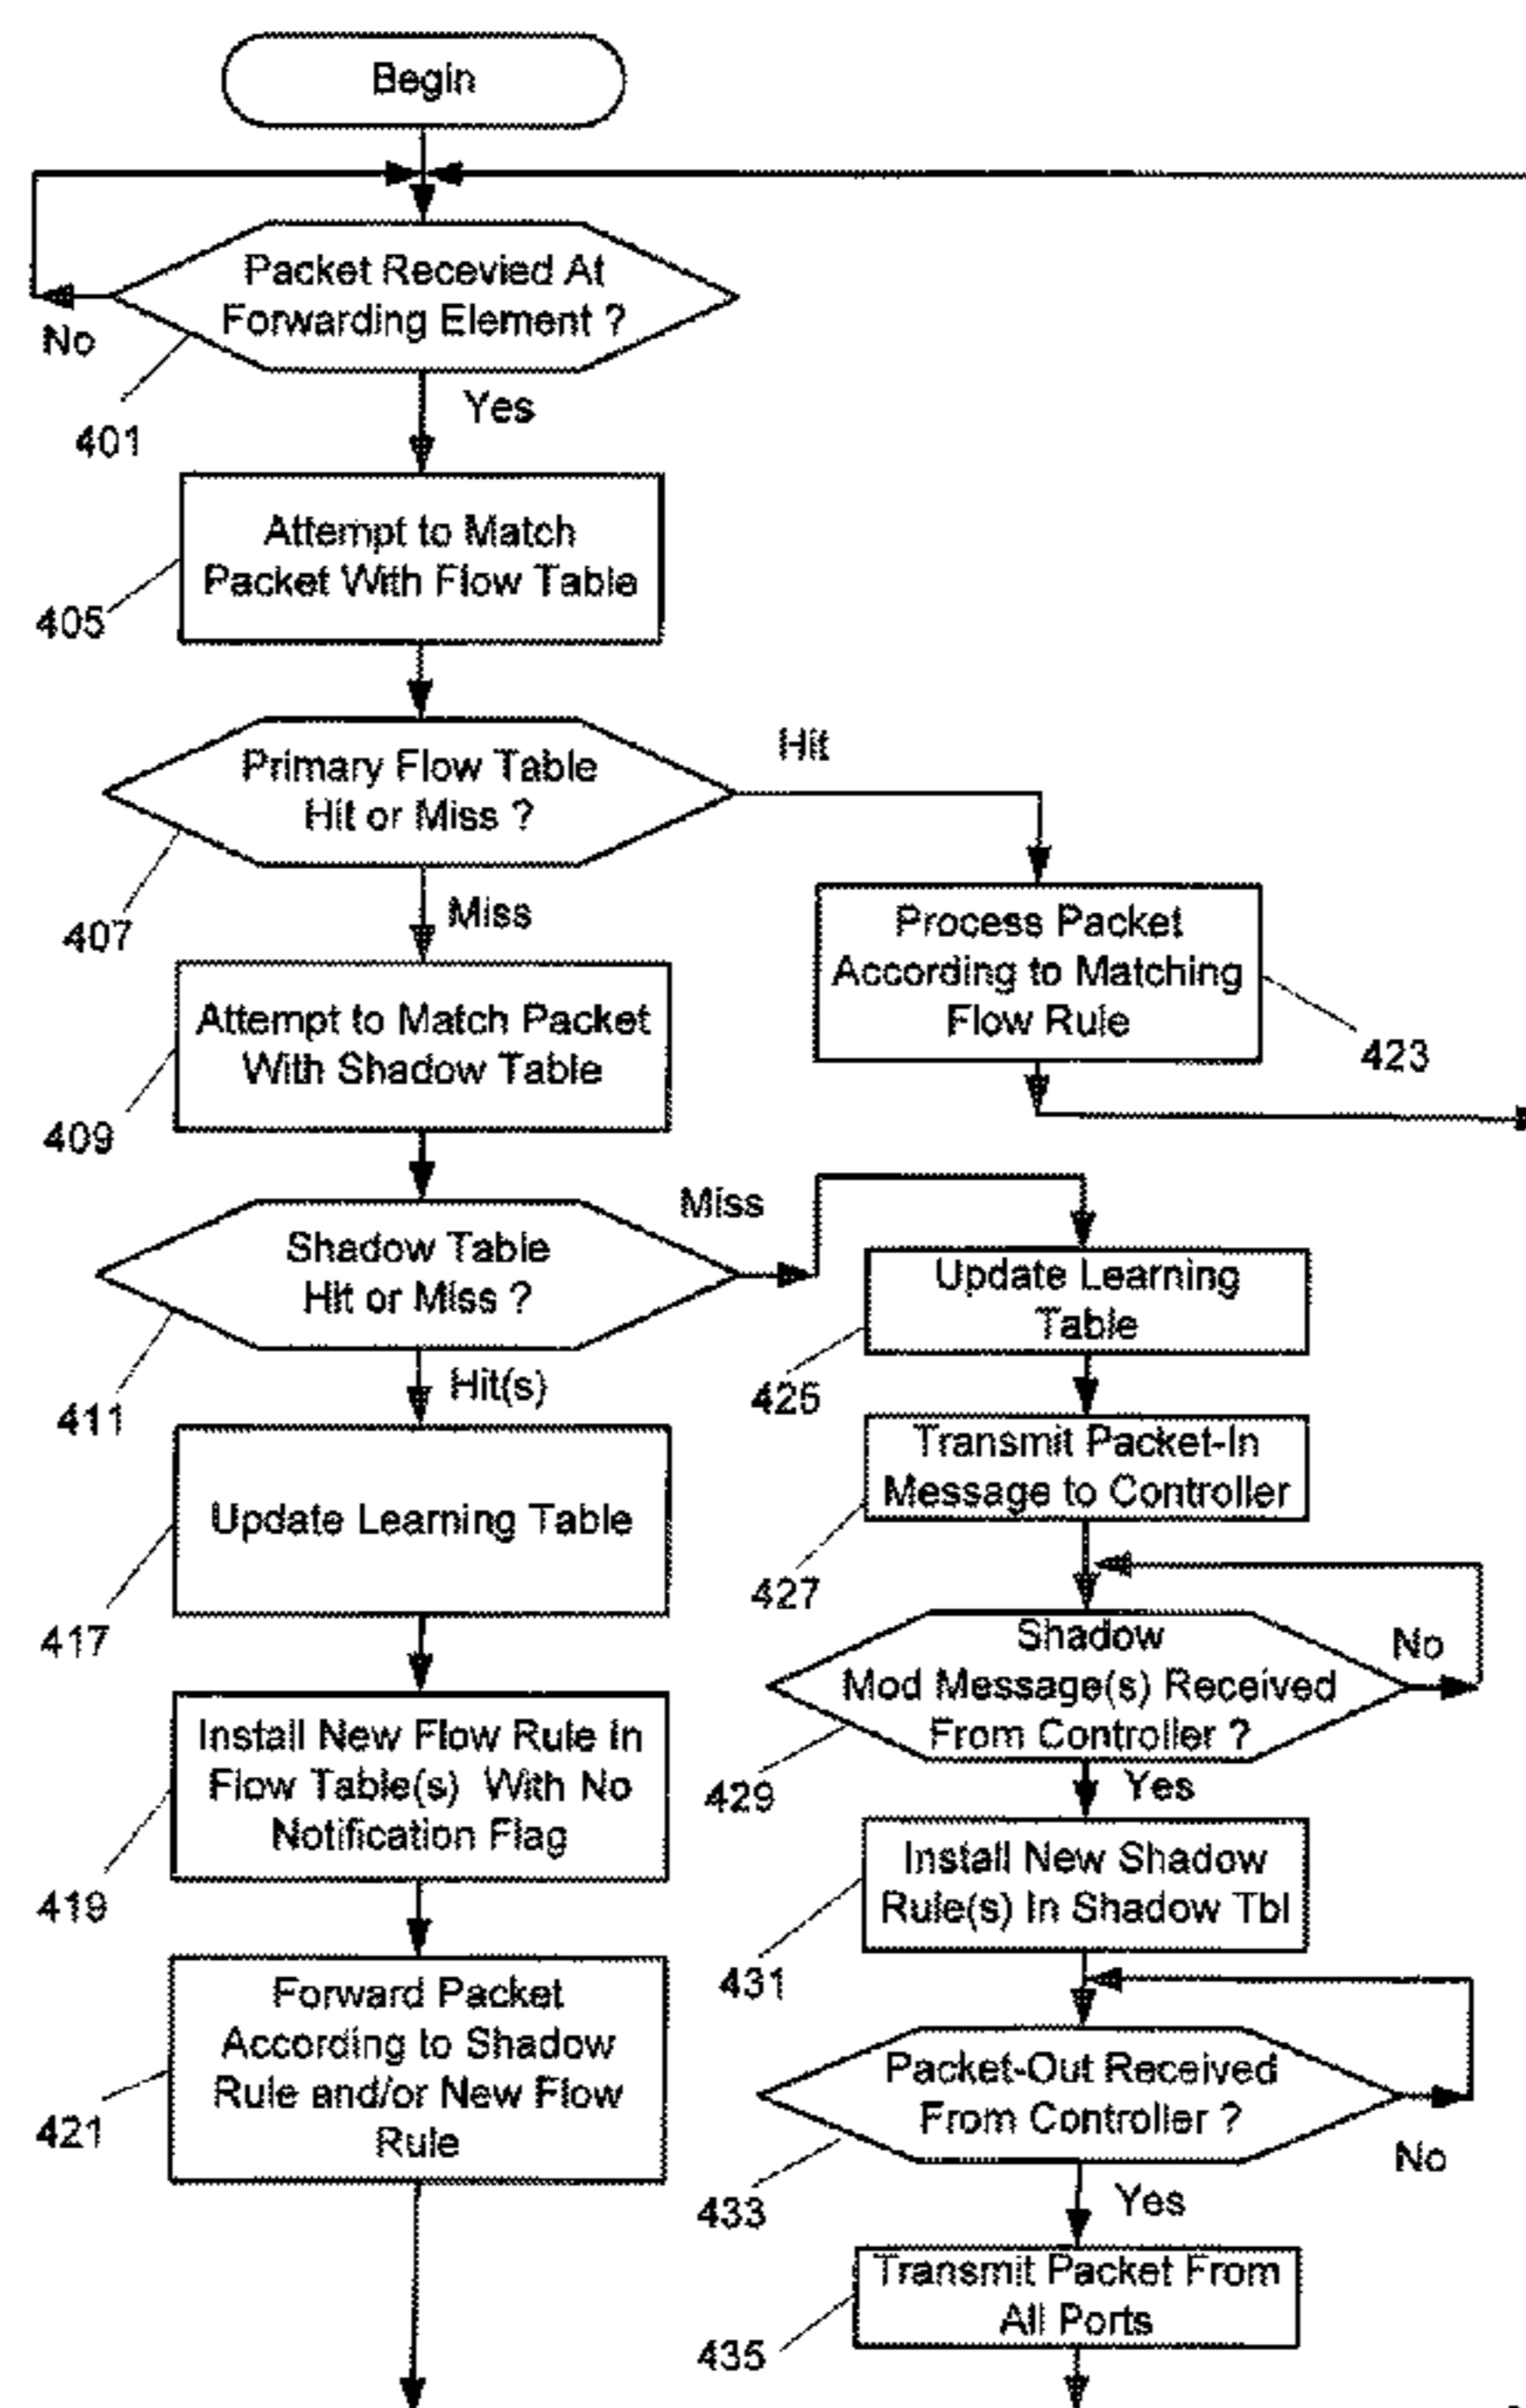 Begin
Packet Recevied At
Forwarding Element ?
No
Yes
401
Attempt to Match
Packet With Flow Table
405
Primary Flow Table
Hit or Miss ?
Hit
407
Miss
Process Packet
According to Matching
Flow Rule
423
Attempt to Match Packet
With Shadow Table
409
Shadow Table
Hit or Miss ?
Miss
411
Hit(s)
Update Learning
Table
425
Update Learning Table
417
Transmit Packet-In
Message to Controller
427
Shadow
Mod Message(s) Received
From Controller ?
No
429
Yes
Install New Flow Rule In
Flow Table(s) With No
Notification Flag
419
Install New Shadow
Rule(s) In Shadow Tbl
431
Forward Packet
According to Shadow
Rule and/or New Flow
Rule
421
Packet-Out Received
From Controller ?
No
433
Yes
Transmit Packet From
All Ports
435